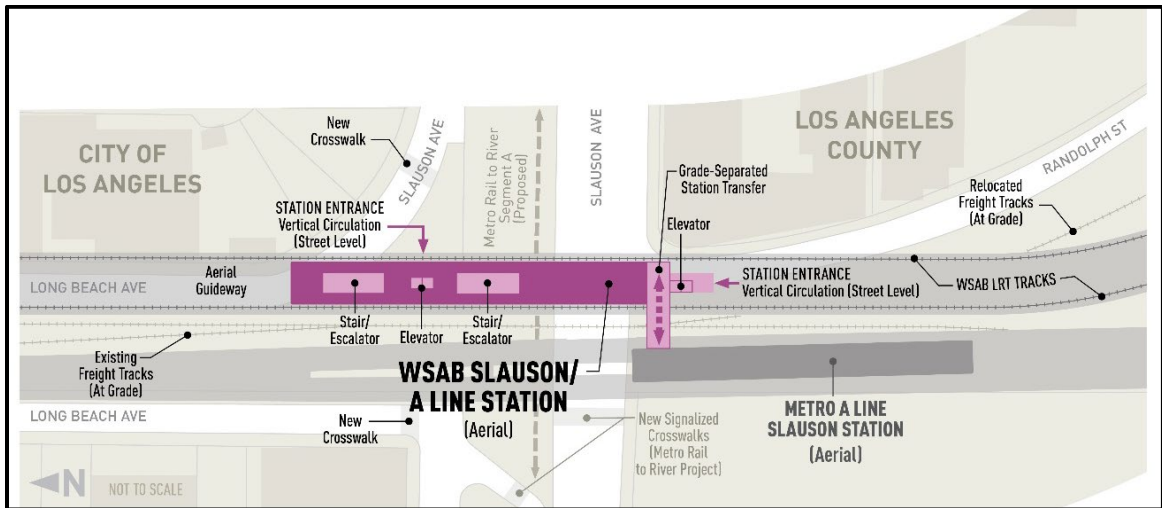 New
Crosswalk
SLAUSON AVE
Metro Rail to River
Segment A
(Proposed)
SLAUSON AVE
CITY OF
LOS ANGELES
LOS ANGELES
COUNTY
RANDOLPH ST
Grade-Separated
Station Transfer
Relocated
Freight Tracks
(At Grade)
STATION ENTRANCE
Vertical Circulation
(Street Level)
Elevator
Aerial
Guideway
LONG BEACH AVE
STATION ENTRANCE
Vertical Circulation (Street Level)
WSAB LRT TRACKS
Stair/
Escalator
Elevator
Stair/
Escalator
Existing
Freight Tracks
(At Grade)
WSAB SLAUSON/
A LINE STATION
(Aerial)
METRO A LINE
SLAUSON STATION
(Aerial)
LONG BEACH AVE
New
Crosswalk
New Signalized
Crosswalks
(Metro Rail
to River Project)
N
NOT TO SCALE